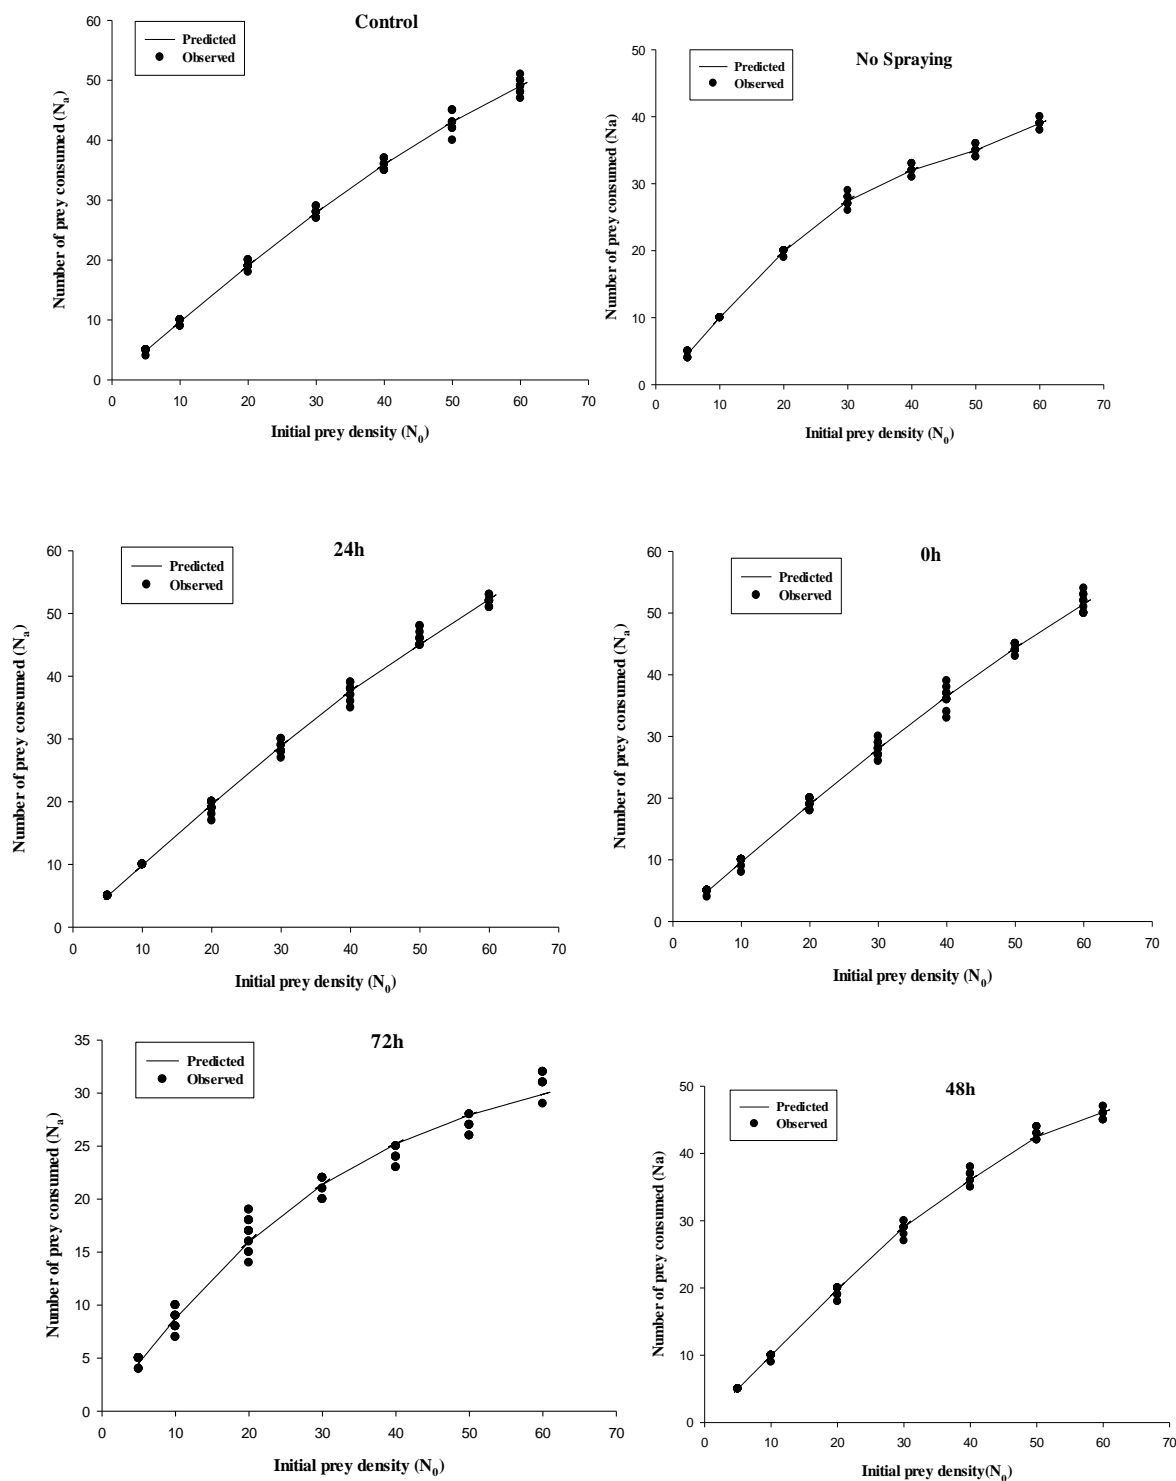 Control
Predicted
Observed
Number of prey consumed (Nₐ)
60
50
40
30
20
10
0
0 10 20 30 40 50 60 70
Initial prey density (N₀)
No Spraying
Predicted
Observed
Number of prey consumed (Na)
50
40
30
20
10
0
0 10 20 30 40 50 60 70
Initial prey density (N₀)
24h
Predicted
Observed
Number of prey consumed (Nₐ)
60
50
40
30
20
10
0
0 10 20 30 40 50 60 70
Initial prey density (N₀)
0h
Predicted
Observed
Number of prey consumed (Nₐ)
60
50
40
30
20
10
0
0 10 20 30 40 50 60 70
Initial prey density (N₀)
72h
Predicted
Observed
Number of prey consumed (Nₐ)
35
30
25
20
15
10
5
0
0 10 20 30 40 50 60 70
Initial prey density (N₀)
48h
Predicted
Observed
Number of prey consumed (Na)
50
40
30
20
10
0
0 10 20 30 40 50 60 70
Initial prey density(N₀)